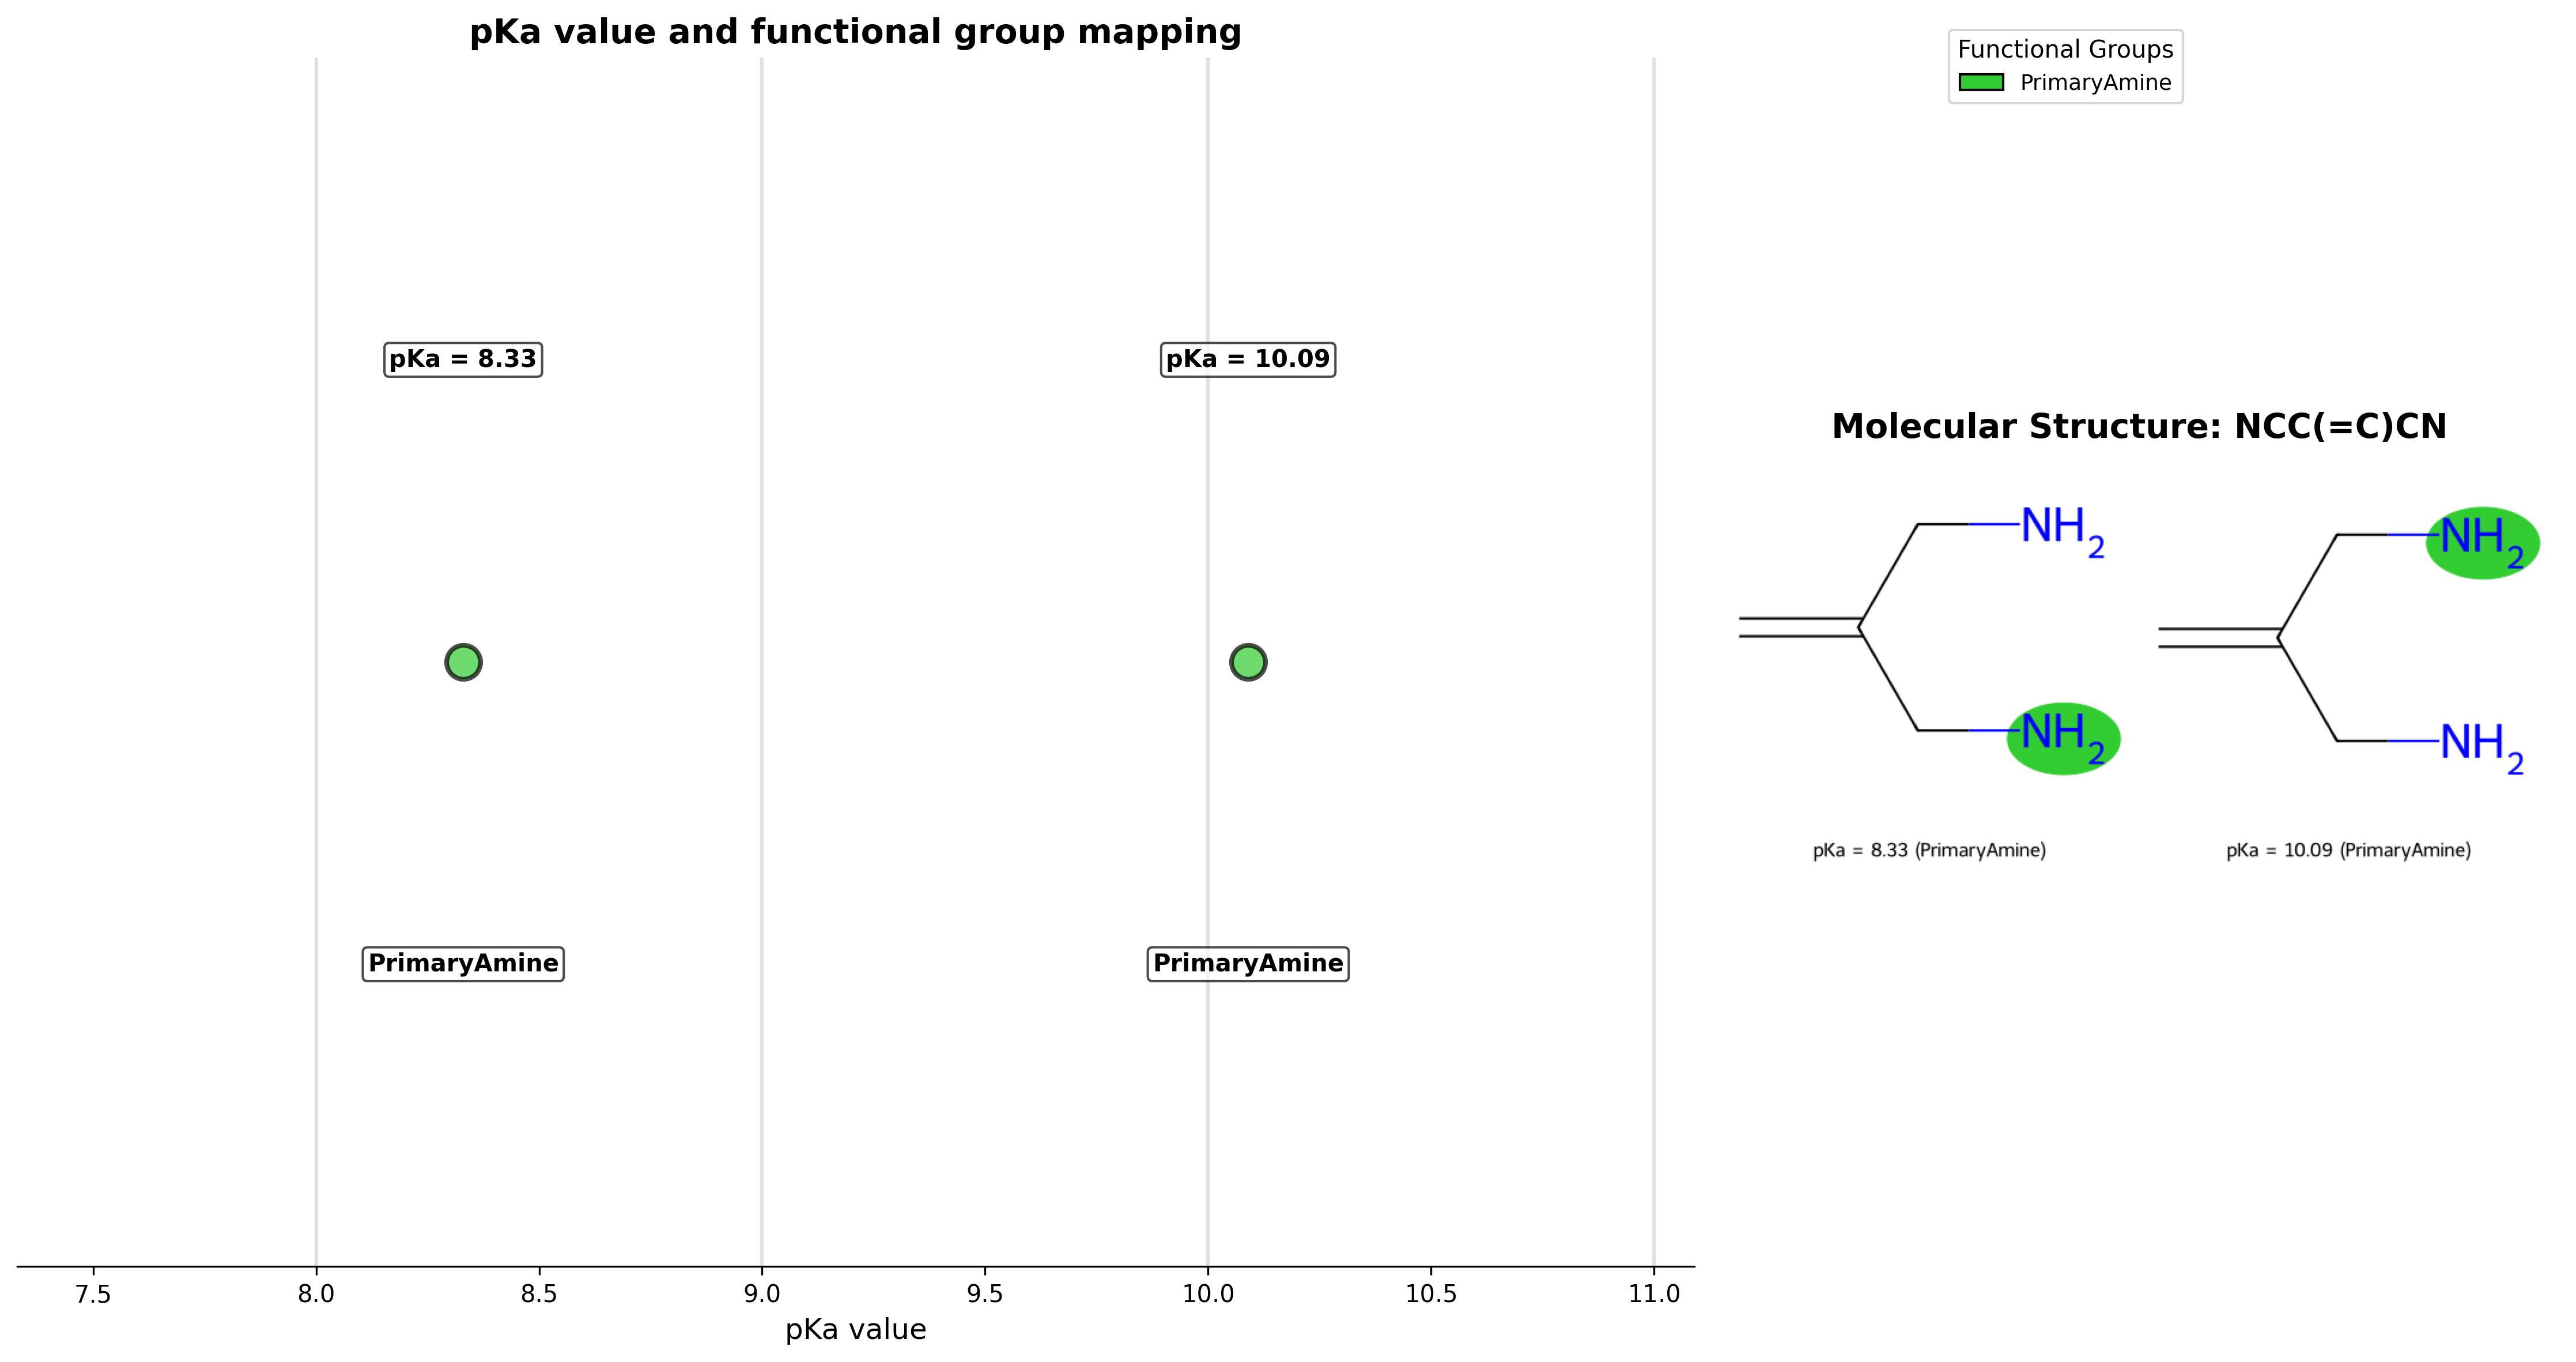 pKa value and functional group mapping
Functional Groups
PrimaryAmine
pKa = 8.33
pKa = 10.09
PrimaryAmine
PrimaryAmine
7.5 8.0 8.5 9.0 9.5 10.0 10.5 11.0
pKa value
Molecular Structure: NCC(=C)CN
NH2
NH2
pKa = 8.33 (PrimaryAmine)
NH2
NH2
pKa = 10.09 (PrimaryAmine)